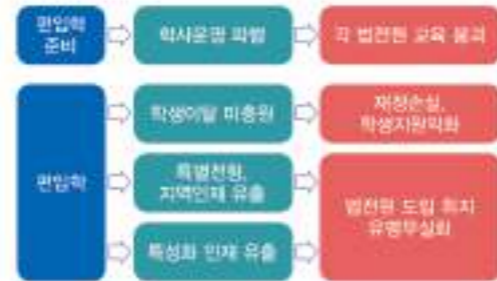 편입학
준비
학사운영 파행
각 법전원 교육 붕괴
편입학
학생이탈 미충원
재정손실,
학생지원악화
특별전형,
지역인재 유출
법전원 도입 취지
유명무실화
특성화 인재 유출